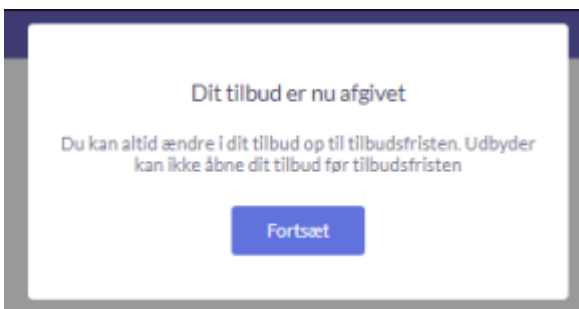 Dit tilbud er nu afgivet
Du kan altid ændre i dit tilbud op til tilbudsfristen. Udbyder
kan ikke åbne dit tilbud før tilbudsfristen
Fortsæt